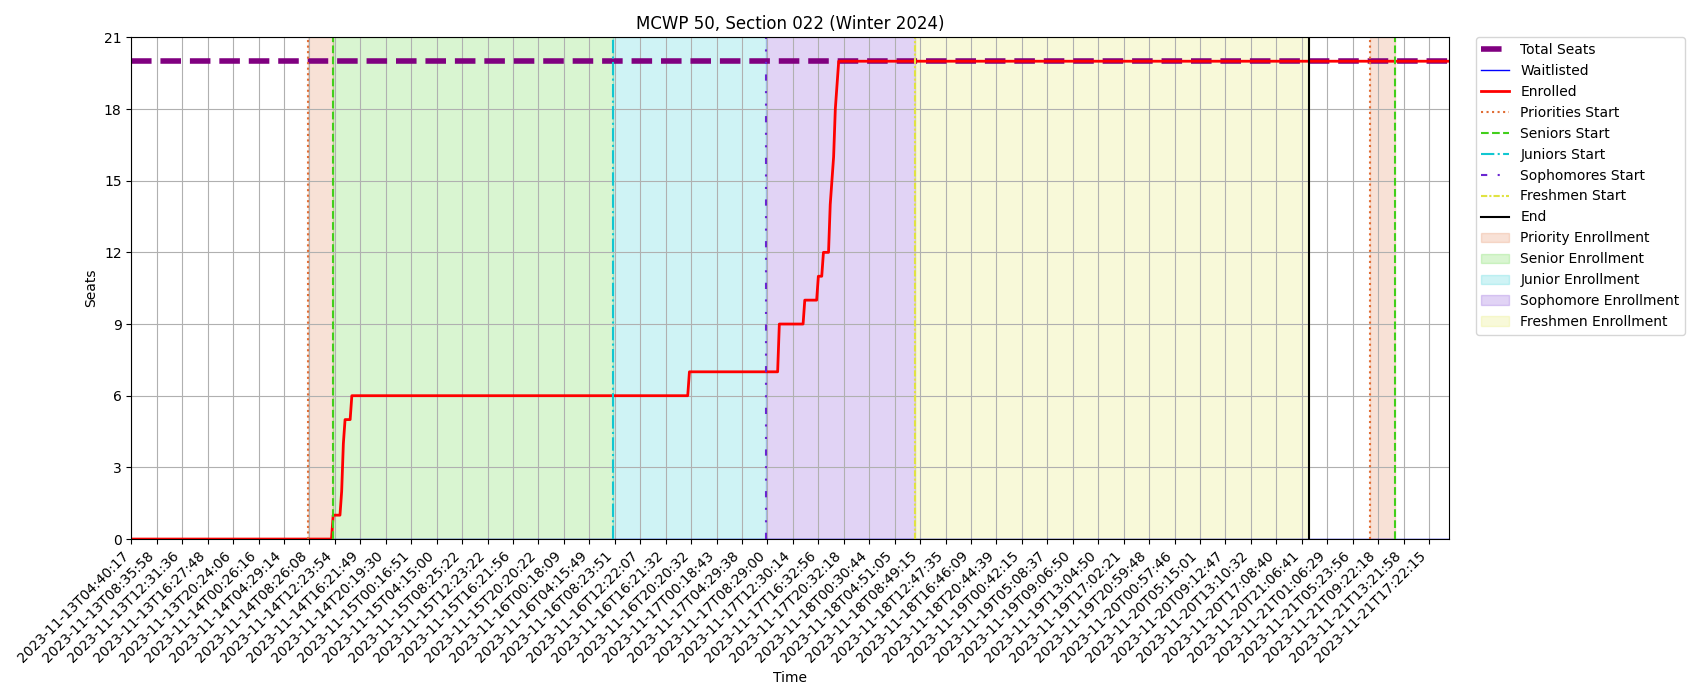 MCWP 50, Section 022 (Winter 2024)
21
18
15
12
9
6
3
0
Seats
2023-11-13T04:40:17
2023-11-13T08:35:58
2023-11-13T12:31:36
2023-11-13T16:27:48
2023-11-13T20:24:06
2023-11-14T00:26:16
2023-11-14T04:29:14
2023-11-14T08:26:08
2023-11-14T12:23:54
2023-11-14T16:21:49
2023-11-14T20:19:30
2023-11-15T00:16:51
2023-11-15T04:15:00
2023-11-15T08:25:22
2023-11-15T12:23:22
2023-11-15T16:21:56
2023-11-15T20:20:22
2023-11-16T00:18:09
2023-11-16T04:15:49
2023-11-16T08:23:51
2023-11-16T12:22:07
2023-11-16T16:21:32
2023-11-16T20:20:32
2023-11-17T00:18:43
2023-11-17T04:29:38
2023-11-17T08:29:00
2023-11-17T12:30:14
2023-11-17T16:32:56
2023-11-17T20:32:18
2023-11-18T00:30:44
2023-11-18T04:51:05
2023-11-18T08:49:15
2023-11-18T12:47:35
2023-11-18T16:46:09
2023-11-18T20:44:39
2023-11-19T00:42:15
2023-11-19T05:08:37
2023-11-19T09:06:50
2023-11-19T13:04:50
2023-11-19T17:02:21
2023-11-19T20:59:48
2023-11-20T00:57:46
2023-11-20T05:15:01
2023-11-20T09:12:47
2023-11-20T13:10:32
2023-11-20T17:08:40
2023-11-20T21:06:41
2023-11-21T01:06:29
2023-11-21T05:23:56
2023-11-21T09:22:18
2023-11-21T13:21:58
2023-11-21T17:22:15
Time
Total Seats
Waitlisted
Enrolled
Priorities Start
Seniors Start
Juniors Start
Sophomores Start
Freshmen Start
End
Priority Enrollment
Senior Enrollment
Junior Enrollment
Sophomore Enrollment
Freshmen Enrollment